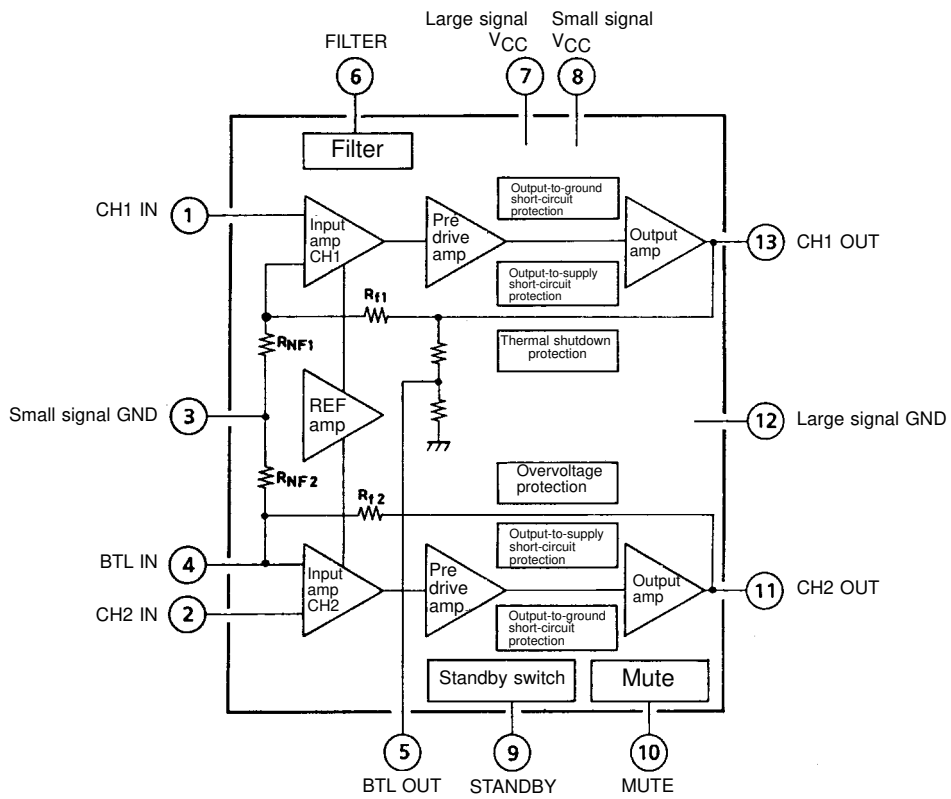 Large signal
VCC
Small signal
VCC
FILTER
6
7
8
Filter
Output-to-ground
short-circuit
protection
CH1 IN
1
Input
amp
CH1
Pre
drive
amp
Output
amp
13
CH1 OUT
Output-to-supply
short-circuit
protection
Rf1
RNF1
Thermal shutdown
protection
Small signal GND
3
REF
amp
12
Large signal GND
RNF2
Overvoltage
protection
Rf2
Output-to-supply
short-circuit
protection
BTL IN
4
Input
amp
CH2
Pre
drive
amp
Output
amp
11
CH2 OUT
CH2 IN
2
Output-to-ground
short-circuit
protection
Standby switch
Mute
5
9
10
BTL OUT
STANDBY
MUTE